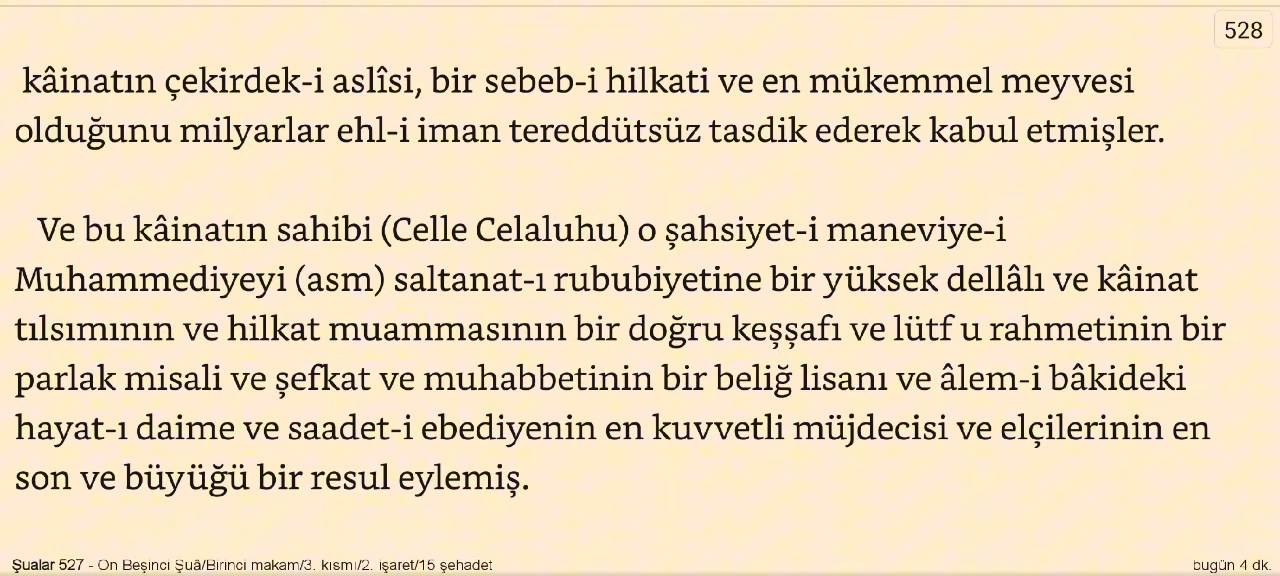 528
kâinatın çekirdek-i aslîsi, bir sebeb-i hilkati ve en mükemmel meyvesi
olduğunu milyarlar ehl-i iman tereddütsüz tasdik ederek kabul etmişler.
Ve bu kâinatın sahibi (Celle Celaluhu) o şahsiyet-i maneviye-i
Muhammediyeyi (asm) saltanat-ı rububiyetine bir yüksek dellâlı ve kâinat
tılsımının ve hilkat muammasının bir doğru keşşafı ve lütf u rahmetinin bir
parlak misali ve şefkat ve muhabbetinin bir beliğ lisanı ve âlem-i bâkideki
hayat-ı daime ve saadet-i ebediyenin en kuvvetli müjdecisi ve elçilerinin en
son ve büyüğü bir resul eylemiş.
Şualar 527 - On Beşinci Şuâ/Birinci makam/3. kısmı/2. işaret/15 şehadet
bugün 4 dk.